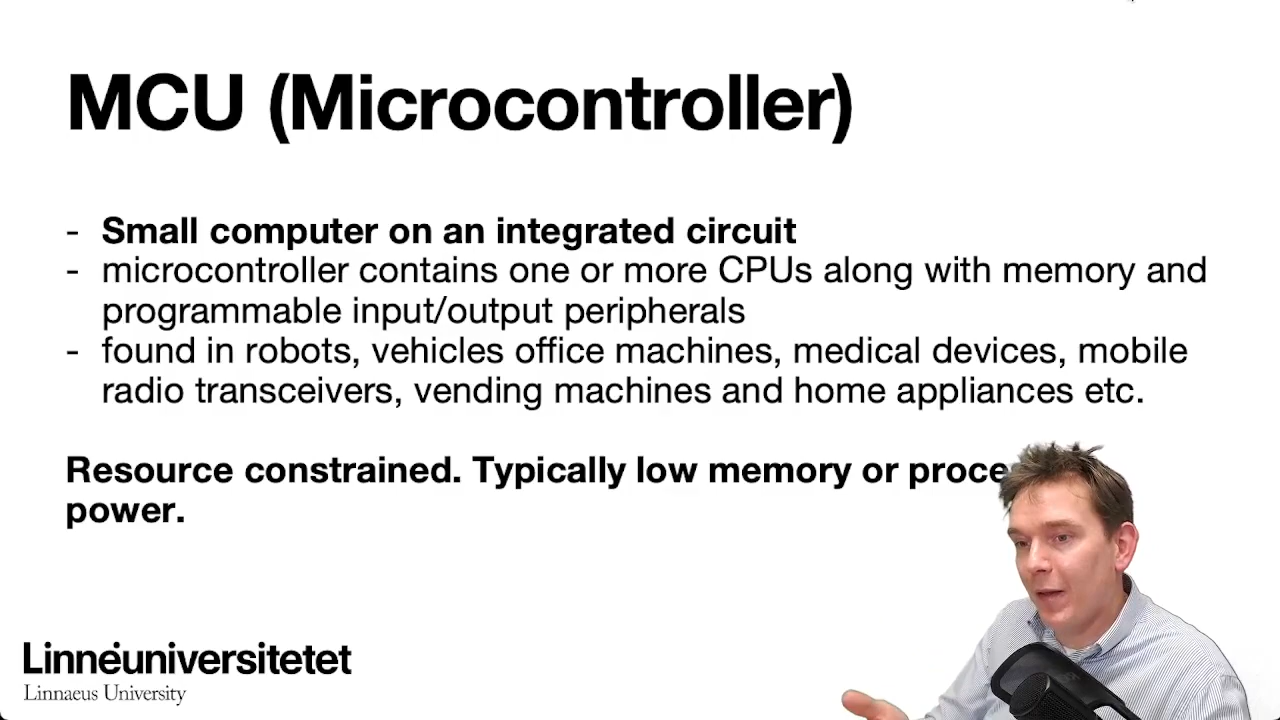 MCU (Microcontroller)
- Small computer on an integrated circuit
- microcontroller contains one or more CPUs along with memory and
programmable input/output peripherals
- found in robots, vehicles office machines, medical devices, mobile
radio transceivers, vending machines and home appliances etc.
Resource constrained. Typically low memory or proce
power.
Linnéuniversitetet
Linnaeus University